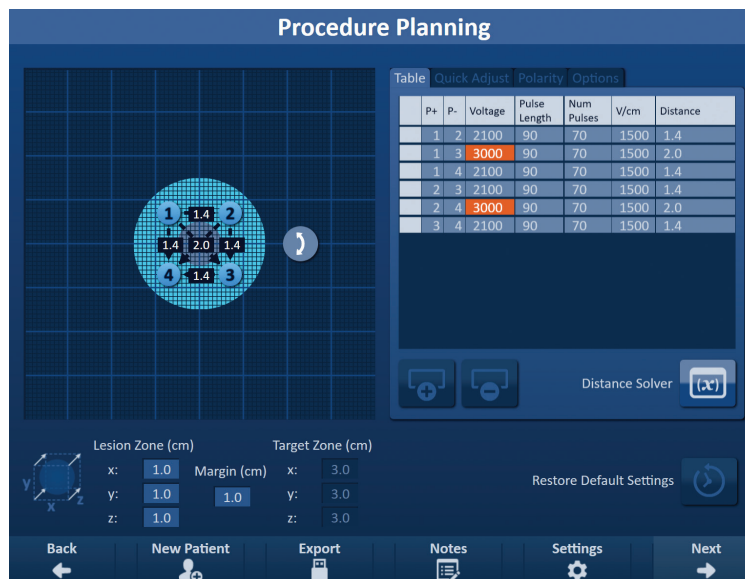 Procedure Planning
Table Quick Adjust Polarity Options
P+ P- Voltage Pulse Length Num Pulses V/cm Distance
1 2 2100 90 70 1500 1.4
1 3 3000 90 70 1500 2.0
1 4 2100 90 70 1500 1.4
2 3 2100 90 70 1500 1.4
2 4 3000 90 70 1500 2.0
3 4 2100 90 70 1500 1.4
1 1.4 2
1.4 2.0 1.4
4 1.4 3
Distance Solver (x)
Lesion Zone (cm) Target Zone (cm)
x: 1.0 Margin (cm) x: 3.0
y: 1.0 1.0 y: 3.0
z: 1.0 z: 3.0
y x z
Restore Default Settings
Back New Patient Export Notes Settings Next